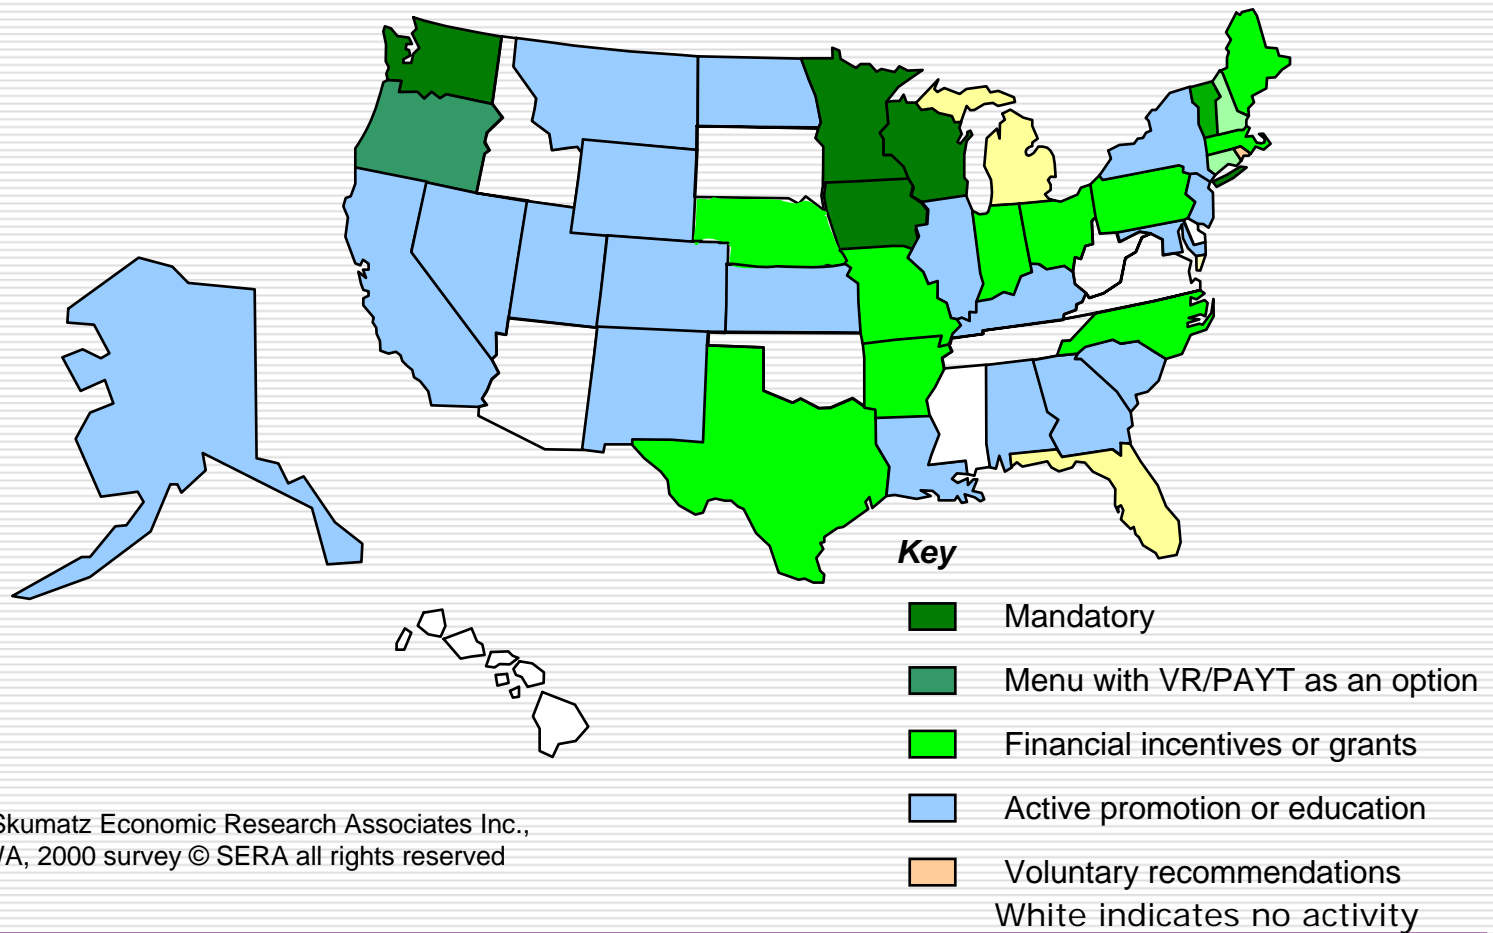 Key
Mandatory
Menu with VR/PAYT as an option
Financial incentives or grants
Active promotion or education
Voluntary recommendations
White indicates no activity
Skumatz Economic Research Associates Inc.,
WA, 2000 survey © SERA all rights reserved